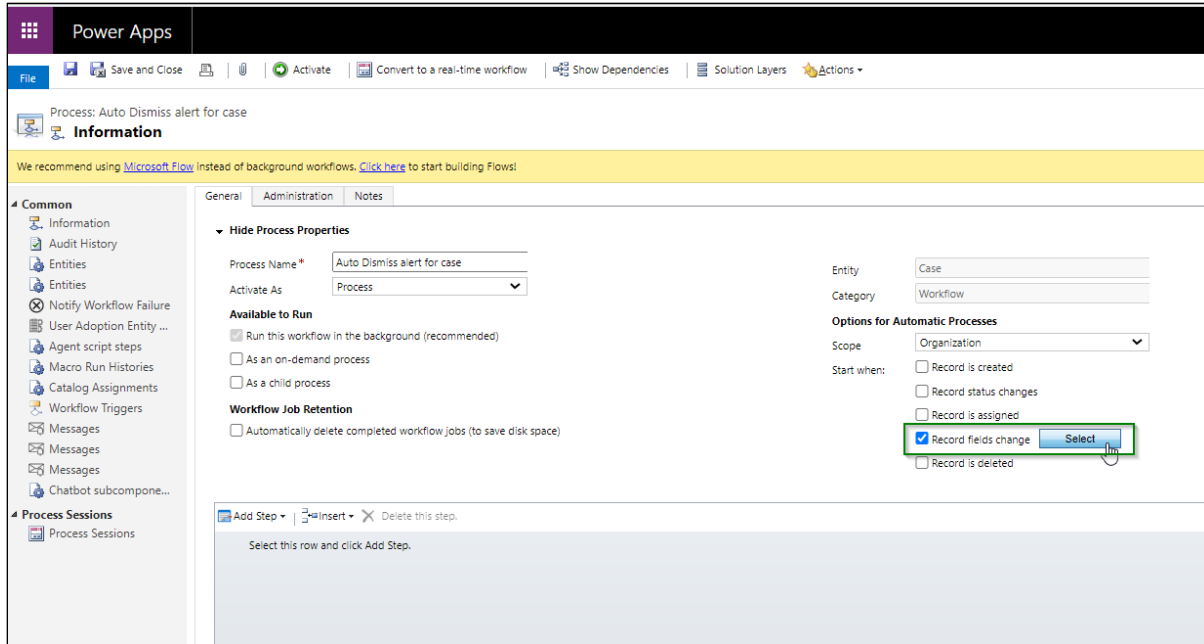 Power Apps
File Save and Close Activate Convert to a real-time workflow Show Dependencies Solution Layers Actions
Process: Auto Dismiss alert for case
Information
We recommend using Microsoft Flow instead of background workflows. Click here to start building Flows!
Common
Information
Audit History
Entities
Entities
Notify Workflow Failure
User Adoption Entity ...
Agent script steps
Macro Run Histories
Catalog Assignments
Workflow Triggers
Messages
Messages
Messages
Chatbot subcompone...
Process Sessions
Process Sessions
General Administration Notes
Hide Process Properties
Process Name* Auto Dismiss alert for case
Activate As Process
Available to Run
Run this workflow in the background (recommended)
As an on-demand process
As a child process
Workflow Job Retention
Automatically delete completed workflow jobs (to save disk space)
Entity Case
Category Workflow
Options for Automatic Processes
Scope Organization
Start when: Record is created
Record status changes
Record is assigned
Record fields change Select
Record is deleted
Add Step Insert Delete this step.
Select this row and click Add Step.